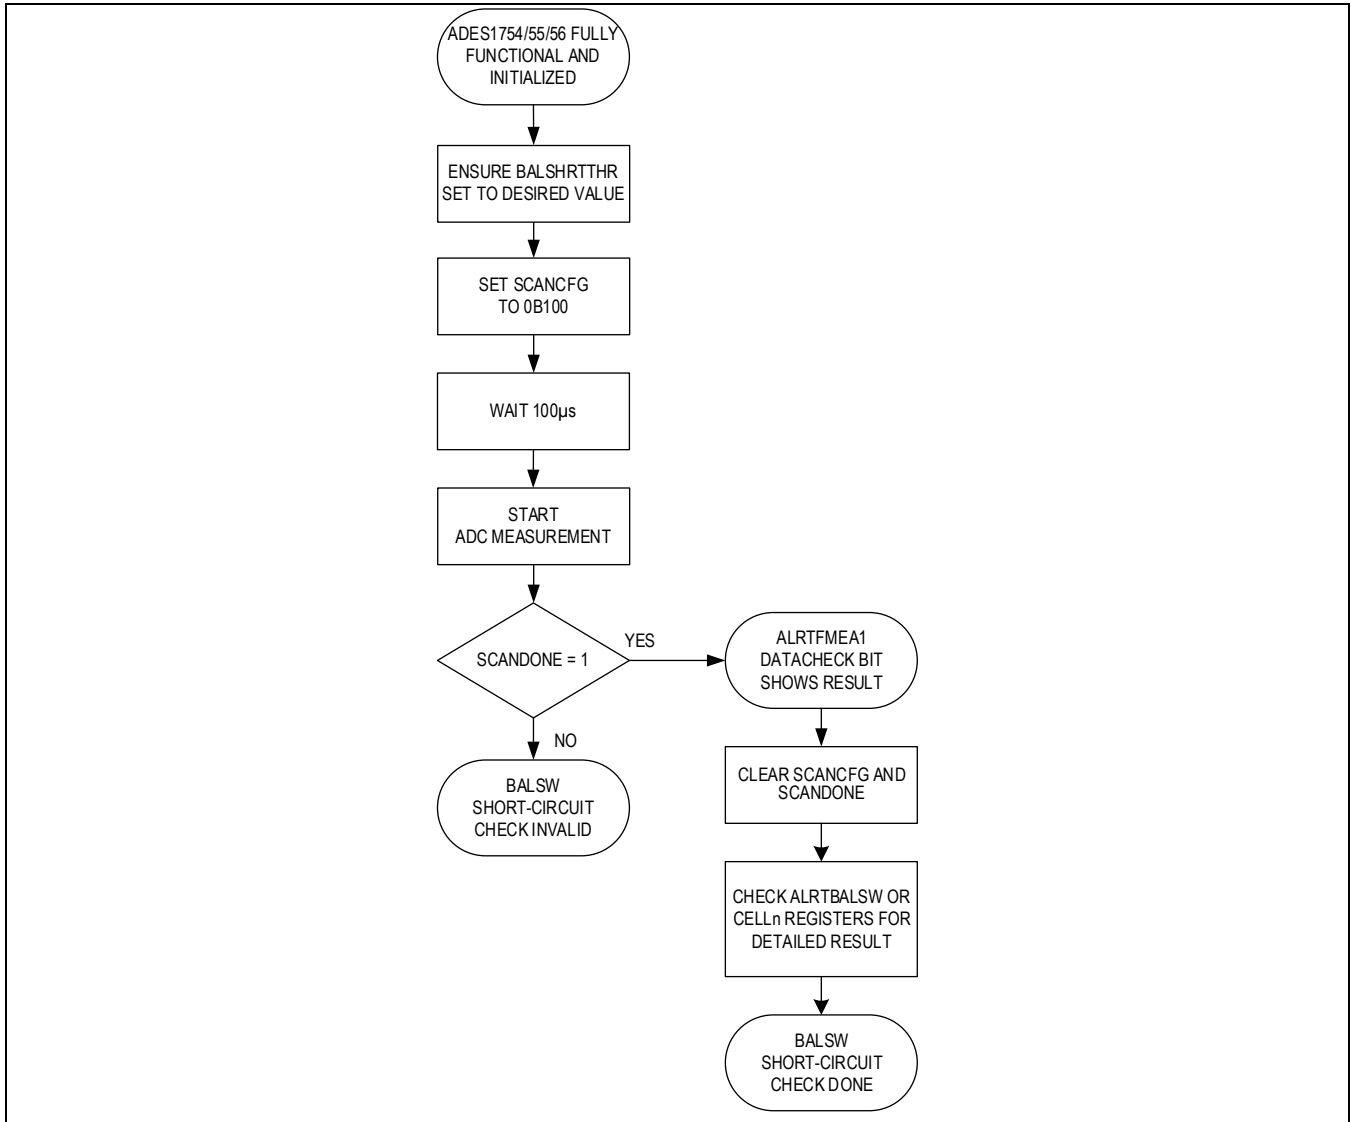 ADES1754/55/56 FULLY
FUNCTIONAL AND
INITIALIZED
ENSURE BALSHRTTHR
SET TO DESIRED VALUE
SET SCANCFG
TO 0B100
WAIT 100µs
START
ADC MEASUREMENT
SCANDONE = 1
YES
ALRTFMEA1
DATACHECK BIT
SHOWS RESULT
NO
BALSW
SHORT-CIRCUIT
CHECK INVALID
CLEAR SCANCFG AND
SCANDONE
CHECK ALRTBALSW OR
CELLn REGISTERS FOR
DETAILED RESULT
BALSW
SHORT-CIRCUIT
CHECK DONE